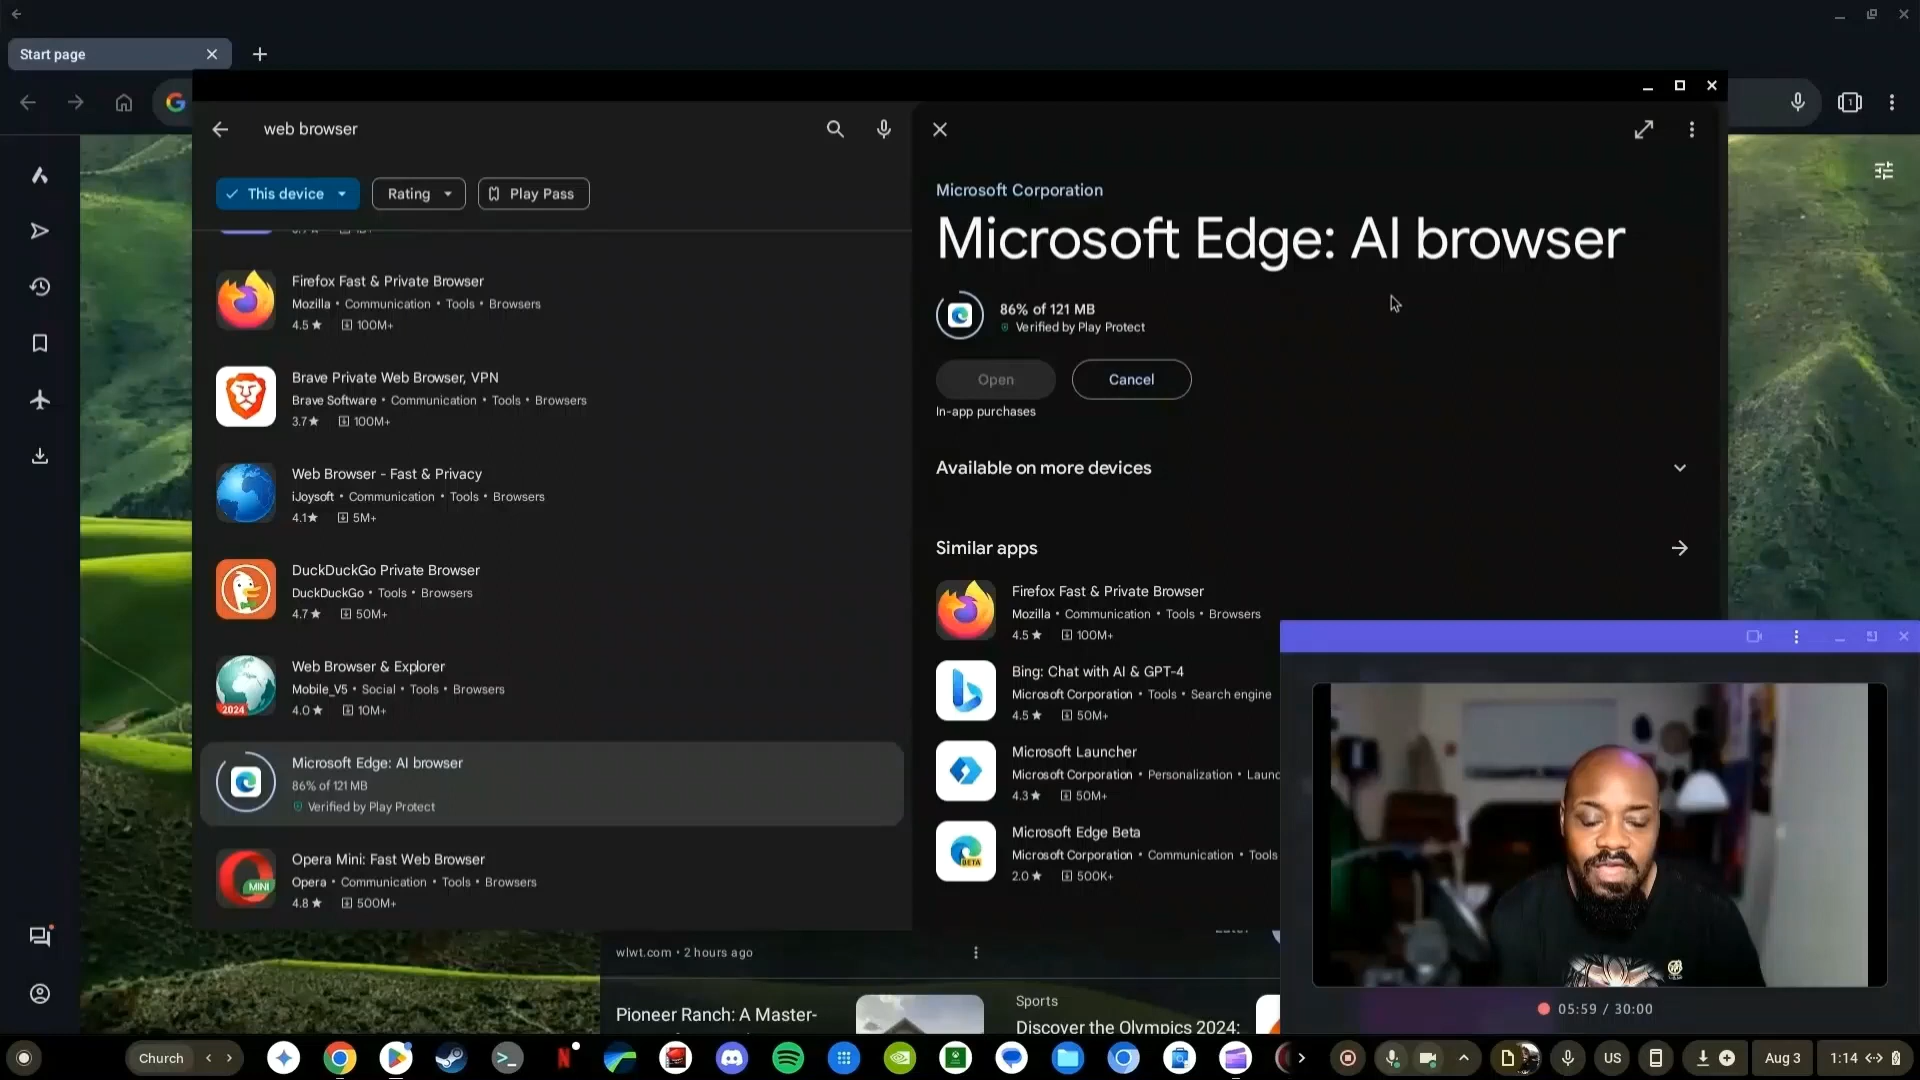 Start page
web browser
This device
Rating
Play Pass
Firefox Fast & Private Browser
Mozilla • Communication • Tools • Browsers
4.5★ 100M+
Brave Private Web Browser, VPN
Brave Software • Communication • Tools • Browsers
3.7★ 100M+
Web Browser - Fast & Privacy
iJoysoft • Communication • Tools • Browsers
4.1★ 5M+
DuckDuckGo Private Browser
DuckDuckGo • Tools • Browsers
4.7★ 50M+
Web Browser & Explorer
Mobile_V5 • Social • Tools • Browsers
2024
4.0★ 10M+
Microsoft Edge: AI browser
86% of 121 MB
Verified by Play Protect
Opera Mini: Fast Web Browser
Opera • Communication • Tools • Browsers
MINI
4.8★ 500M+
Microsoft Corporation
Microsoft Edge: AI browser
86% of 121 MB
Verified by Play Protect
Open
Cancel
In-app purchases
Available on more devices
Similar apps
Firefox Fast & Private Browser
Mozilla • Communication • Tools • Browsers
4.5★ 100M+
Bing: Chat with AI & GPT-4
Microsoft Corporation • Tools • Search engine
4.5★ 50M+
Microsoft Launcher
Microsoft Corporation • Personalization • Launc
4.3★ 50M+
Microsoft Edge Beta
Microsoft Corporation • Communication • Tools
BETA
2.0★ 500K+
wlwt.com • 2 hours ago
Pioneer Ranch: A Master-
Sports
Discover the Olympics 2024:
05:59 / 30:00
Church
US
Aug 3
1:14